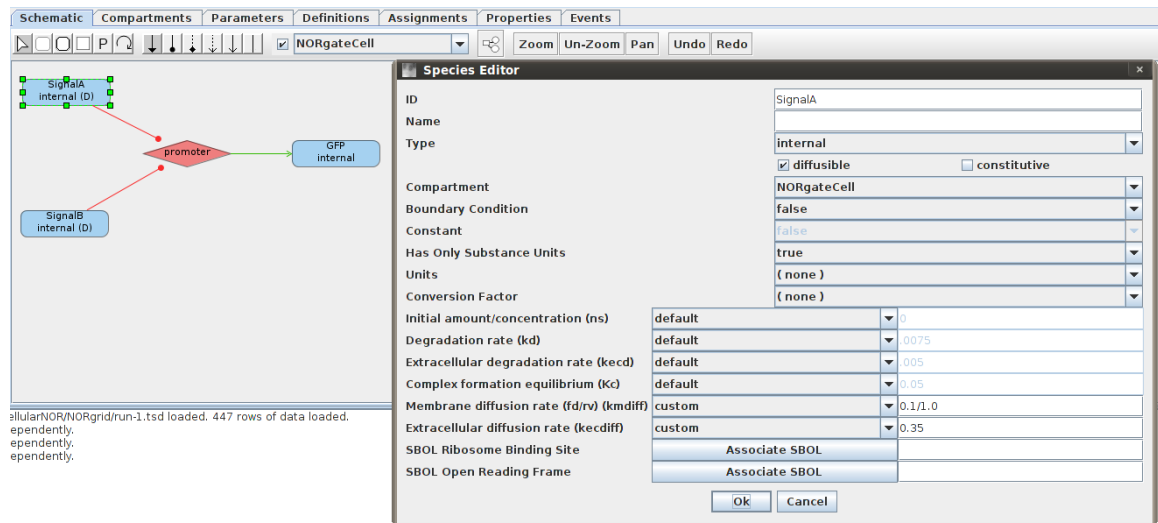 Schematic Compartments Parameters Definitions Assignments Properties Events
P NORgateCell Zoom Un-Zoom Pan Undo Redo
SignalA
internal (D)
promoter
GFP
internal
SignalB
internal (D)
ellularNOR/NORgrid/run-1.tsd loaded. 447 rows of data loaded.
ependently.
ependently.
ependently.
Species Editor
ID SignalA
Name
Type internal
diffusible constitutive
Compartment NORgateCell
Boundary Condition false
Constant false
Has Only Substance Units true
Units ( none )
Conversion Factor ( none )
Initial amount/concentration (ns) default 0
Degradation rate (kd) default .0075
Extracellular degradation rate (kecd) default .005
Complex formation equilibrium (Kc) default 0.05
Membrane diffusion rate (fd/rv) (kmdiff) custom 0.1/1.0
Extracellular diffusion rate (kecdiff) custom 0.35
SBOL Ribosome Binding Site Associate SBOL
SBOL Open Reading Frame Associate SBOL
Ok Cancel